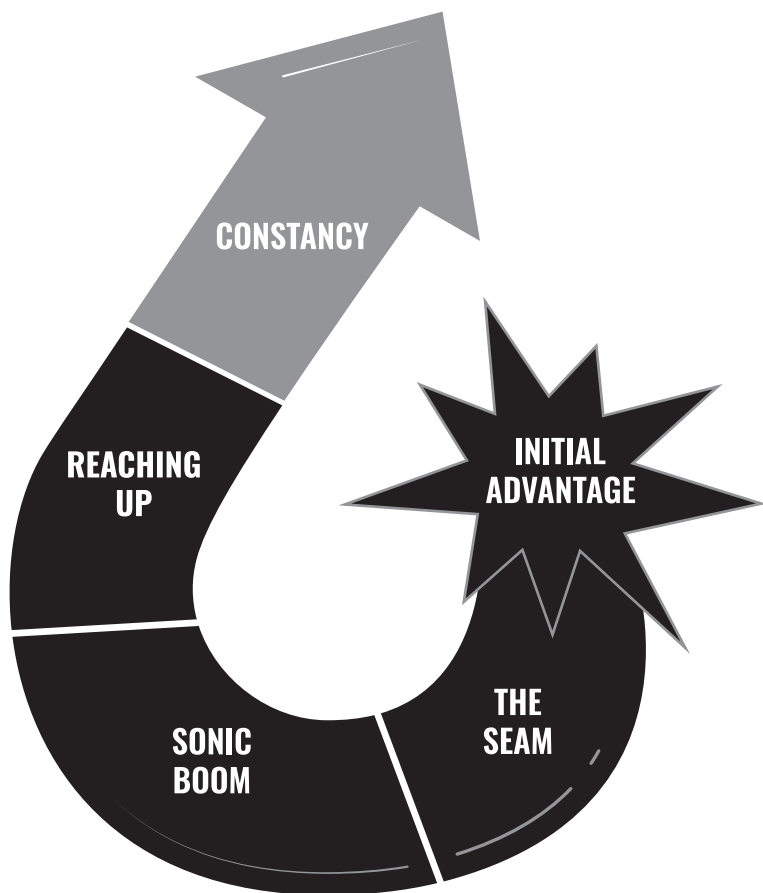 CONSTANCY
REACHING
UP
INITIAL
ADVANTAGE
THE
SEAM
SONIC
BOOM